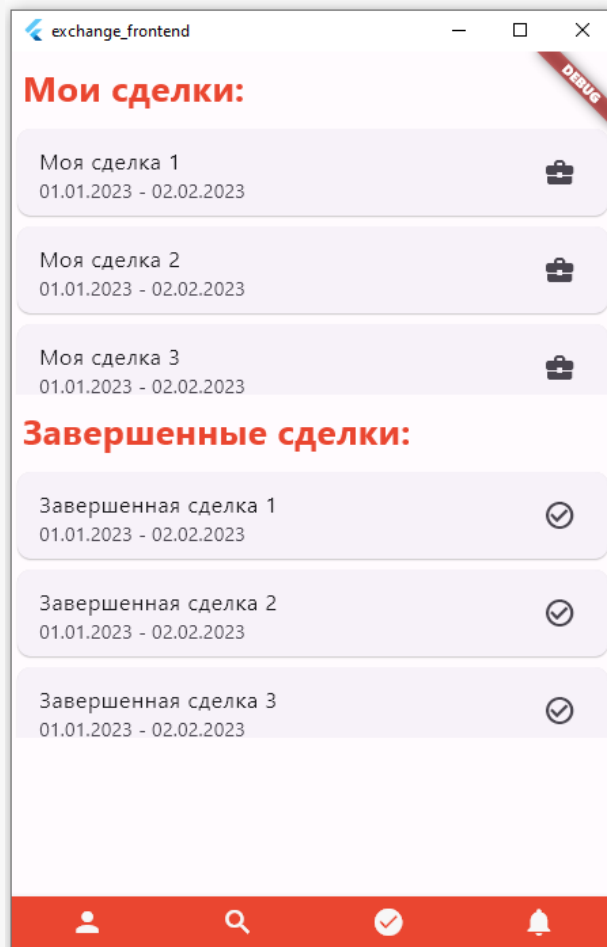 exchange_frontend
DEBUG
Мои сделки:
Моя сделка 1
01.01.2023 - 02.02.2023
Моя сделка 2
01.01.2023 - 02.02.2023
Моя сделка 3
01.01.2023 - 02.02.2023
Завершенные сделки:
Завершенная сделка 1
01.01.2023 - 02.02.2023
Завершенная сделка 2
01.01.2023 - 02.02.2023
Завершенная сделка 3
01.01.2023 - 02.02.2023